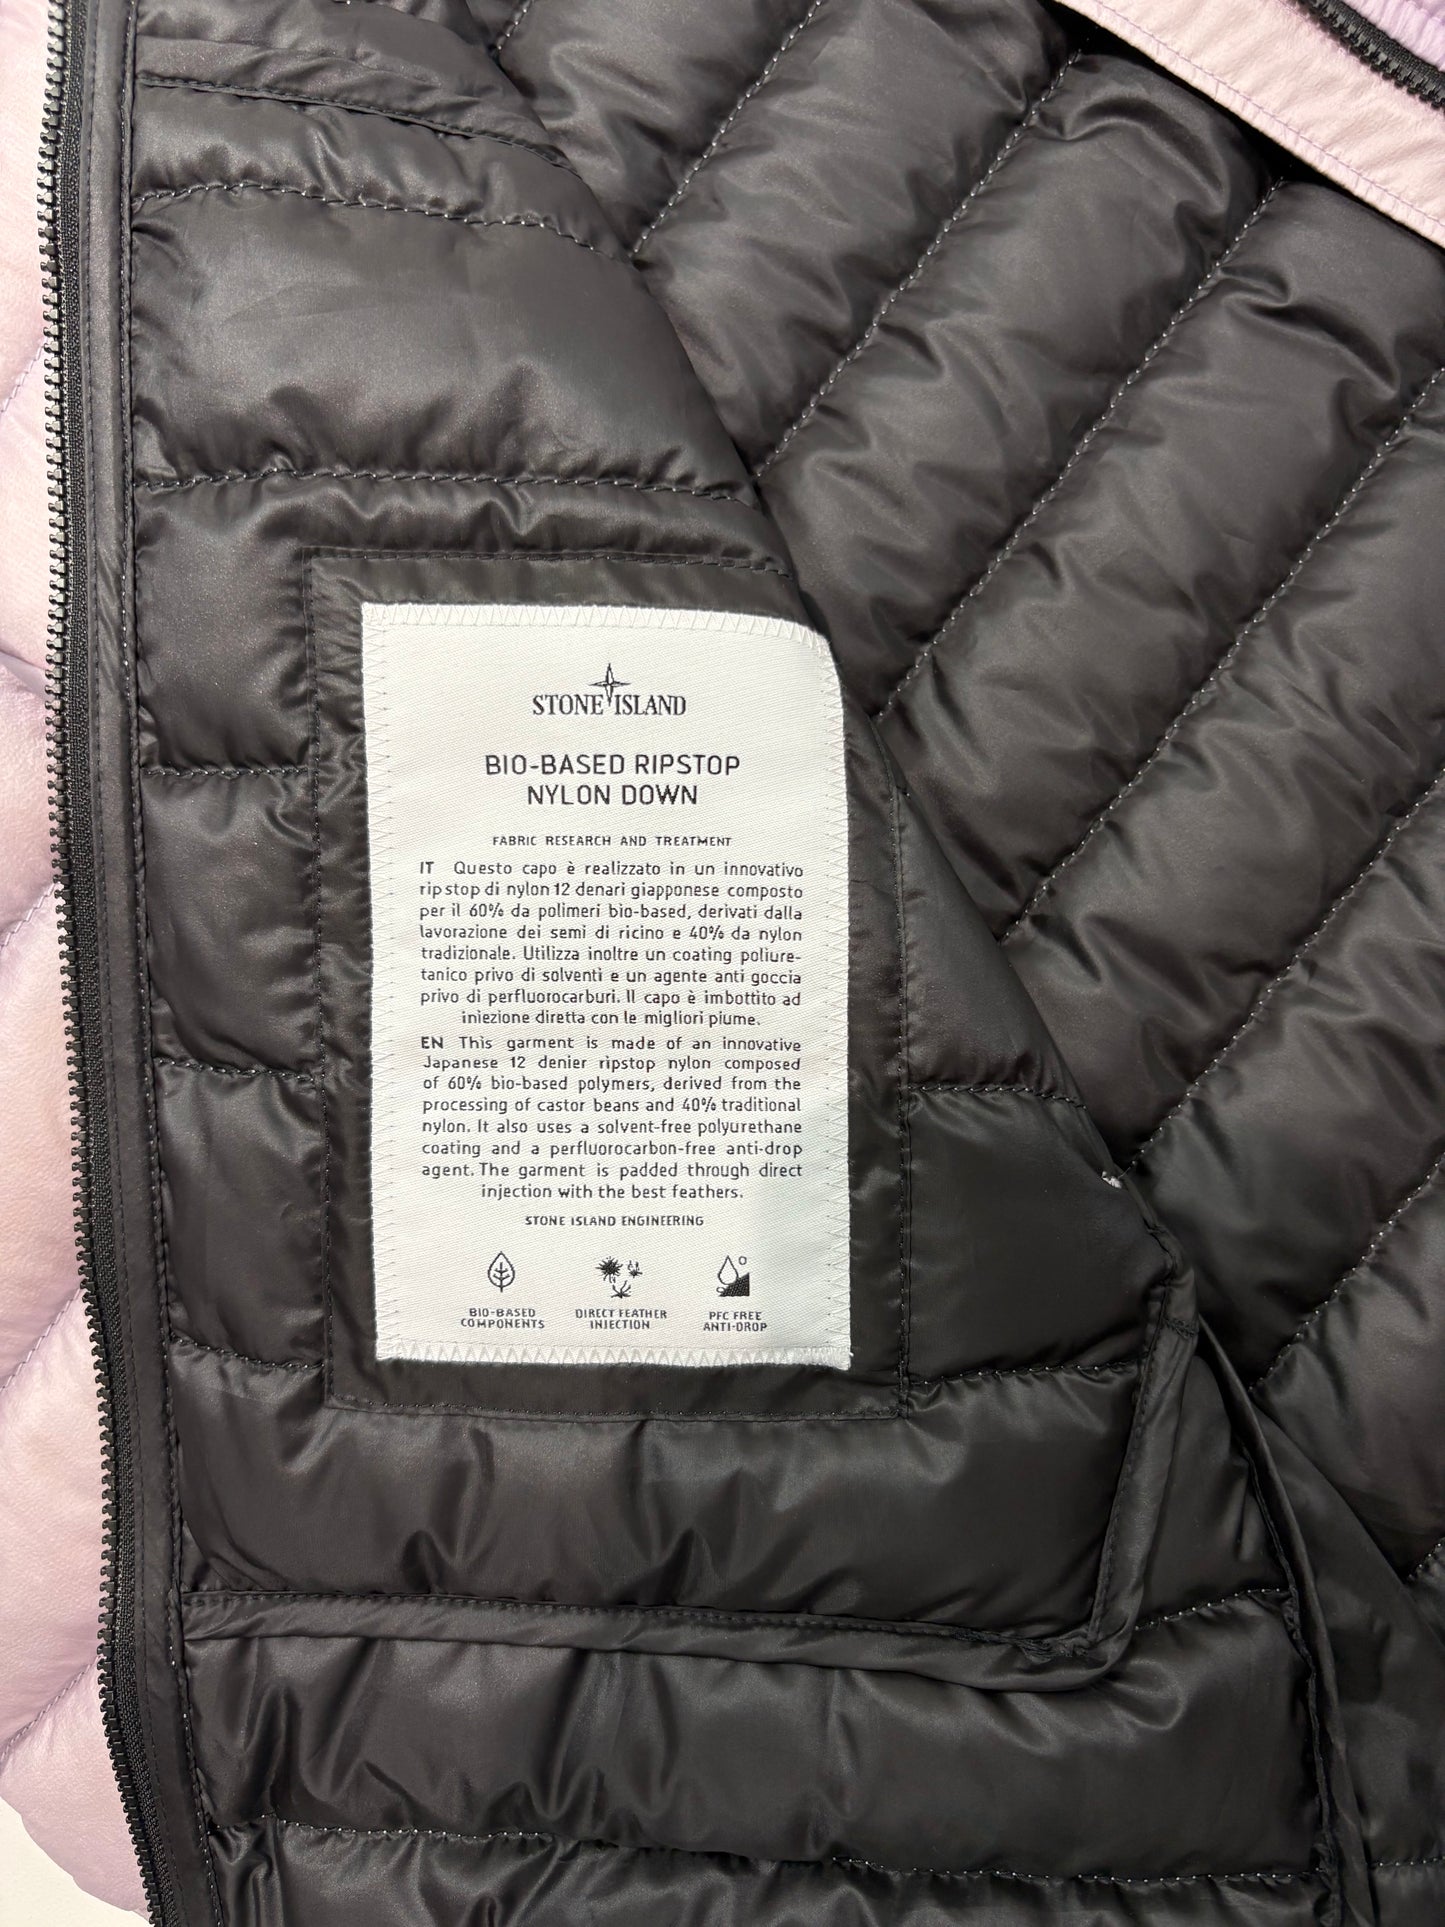 STONE ISLAND
BIO-BASED RIPSTOP
NYLON DOWN
FABRIC RESEARCH AND TREATMENT
IT Questo capo è realizzato in un innovativo
ripstop di nylon 12 denari giapponese composto
per il 60% da polimeri bio-based, derivati dalla
lavorazione dei semi di ricino e 40% da nylon
tradizionale. Utilizza inoltre un coating poliure-
tanico privo di solventi e un agente anti goccia
privo di perfluorocarburi. Il capo è imbottito ad
iniezione diretta con le migliori piume.
EN This garment is made of an innovative
Japanese 12 denier ripstop nylon composed
of 60% bio-based polymers, derived from the
processing of castor beans and 40% traditional
nylon. It also uses a solvent-free polyurethane
coating and a perfluorocarbon-free anti-drop
agent. The garment is padded through direct
injection with the best feathers.
STONE ISLAND ENGINEERING
BIO-BASED DIRECT FEATHER PFC FREE
COMPONENTS INJECTION ANTI-DROP